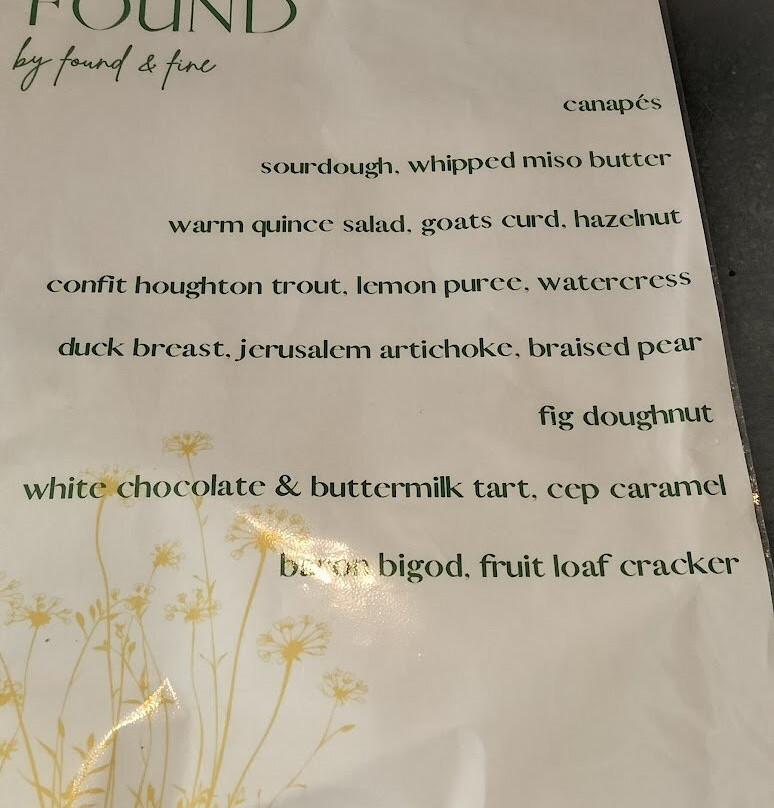 FOUND
by found & fine
canapés
sourdough, whipped miso butter
warm quince salad, goats curd, hazelnut
confit houghton trout, lemon puree, watercress
duck breast, jerusalem artichoke, braised pear
fig doughnut
white chocolate & buttermilk tart, cep caramel
baron bigod, fruit loaf cracker